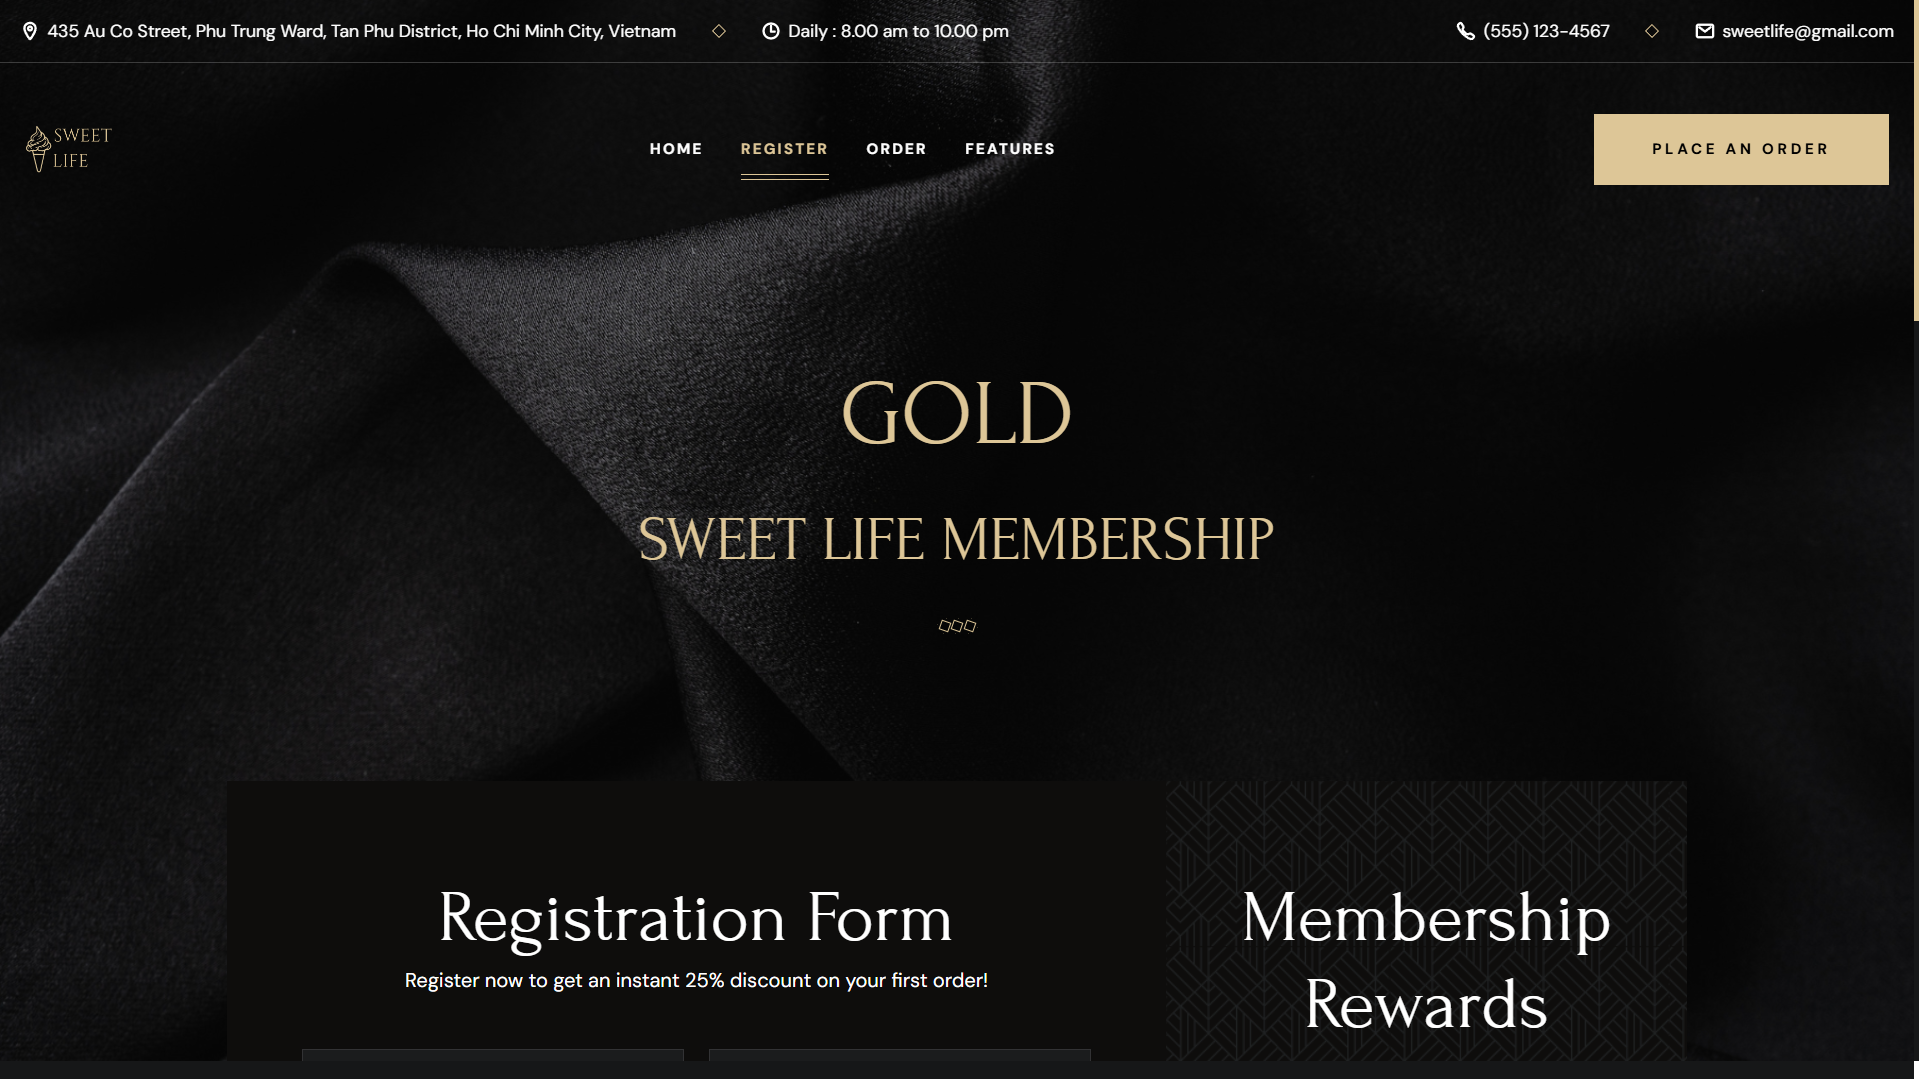 435 Au Co Street, Phu Trung Ward, Tan Phu District, Ho Chi Minh City, Vietnam
Daily : 8.00 am to 10.00 pm
(555) 123-4567
sweetlife@gmail.com
SWEET
LIFE
HOME
REGISTER
ORDER
FEATURES
PLACE AN ORDER
GOLD
SWEET LIFE MEMBERSHIP
Registration Form
Register now to get an instant 25% discount on your first order!
Membership
Rewards